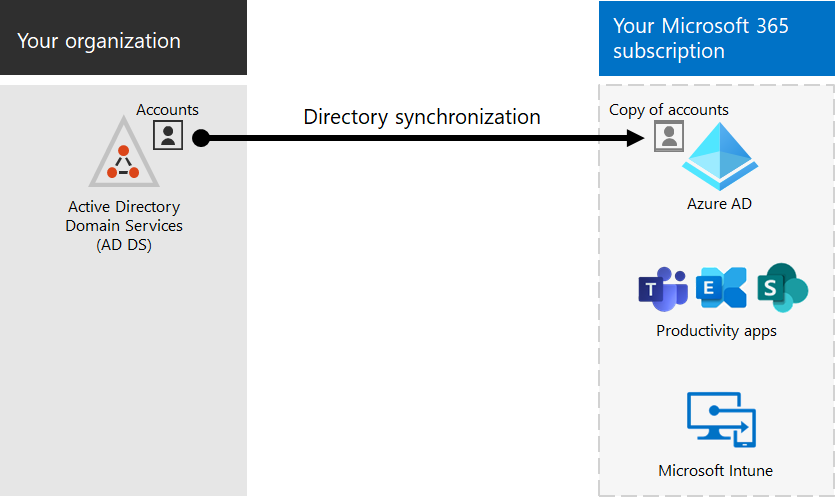 Your organization
Your Microsoft 365
subscription
Accounts
Directory synchronization
Copy of accounts
Active Directory
Domain Services
(AD DS)
Azure AD
T
E
S
Productivity apps
Microsoft Intune